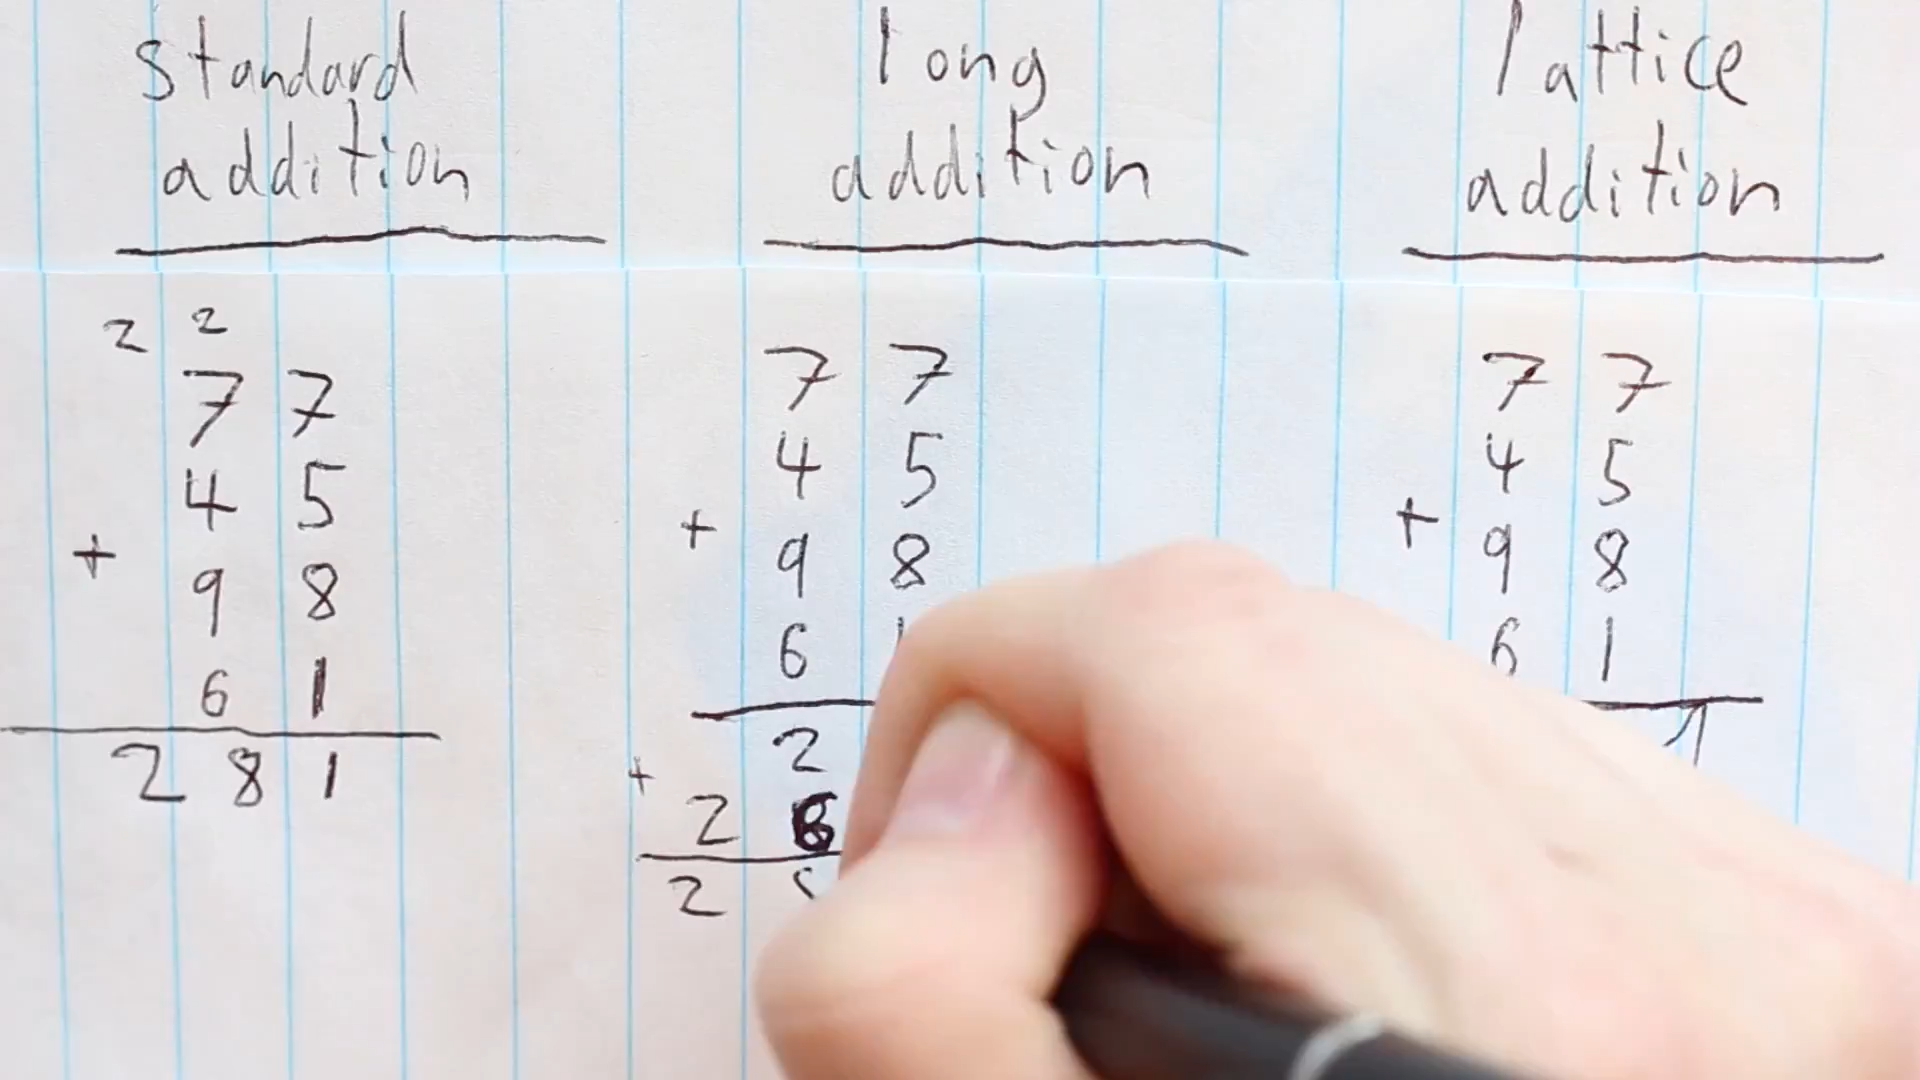 standard addition
2 2
7 7
4 5
+ 9 8
6 1
2 8 1
long addition
7 7
4 5
+ 9 8
6
2
+ 2 6
2
lattice addition
7 7
4 5
+ 9 8
6 1